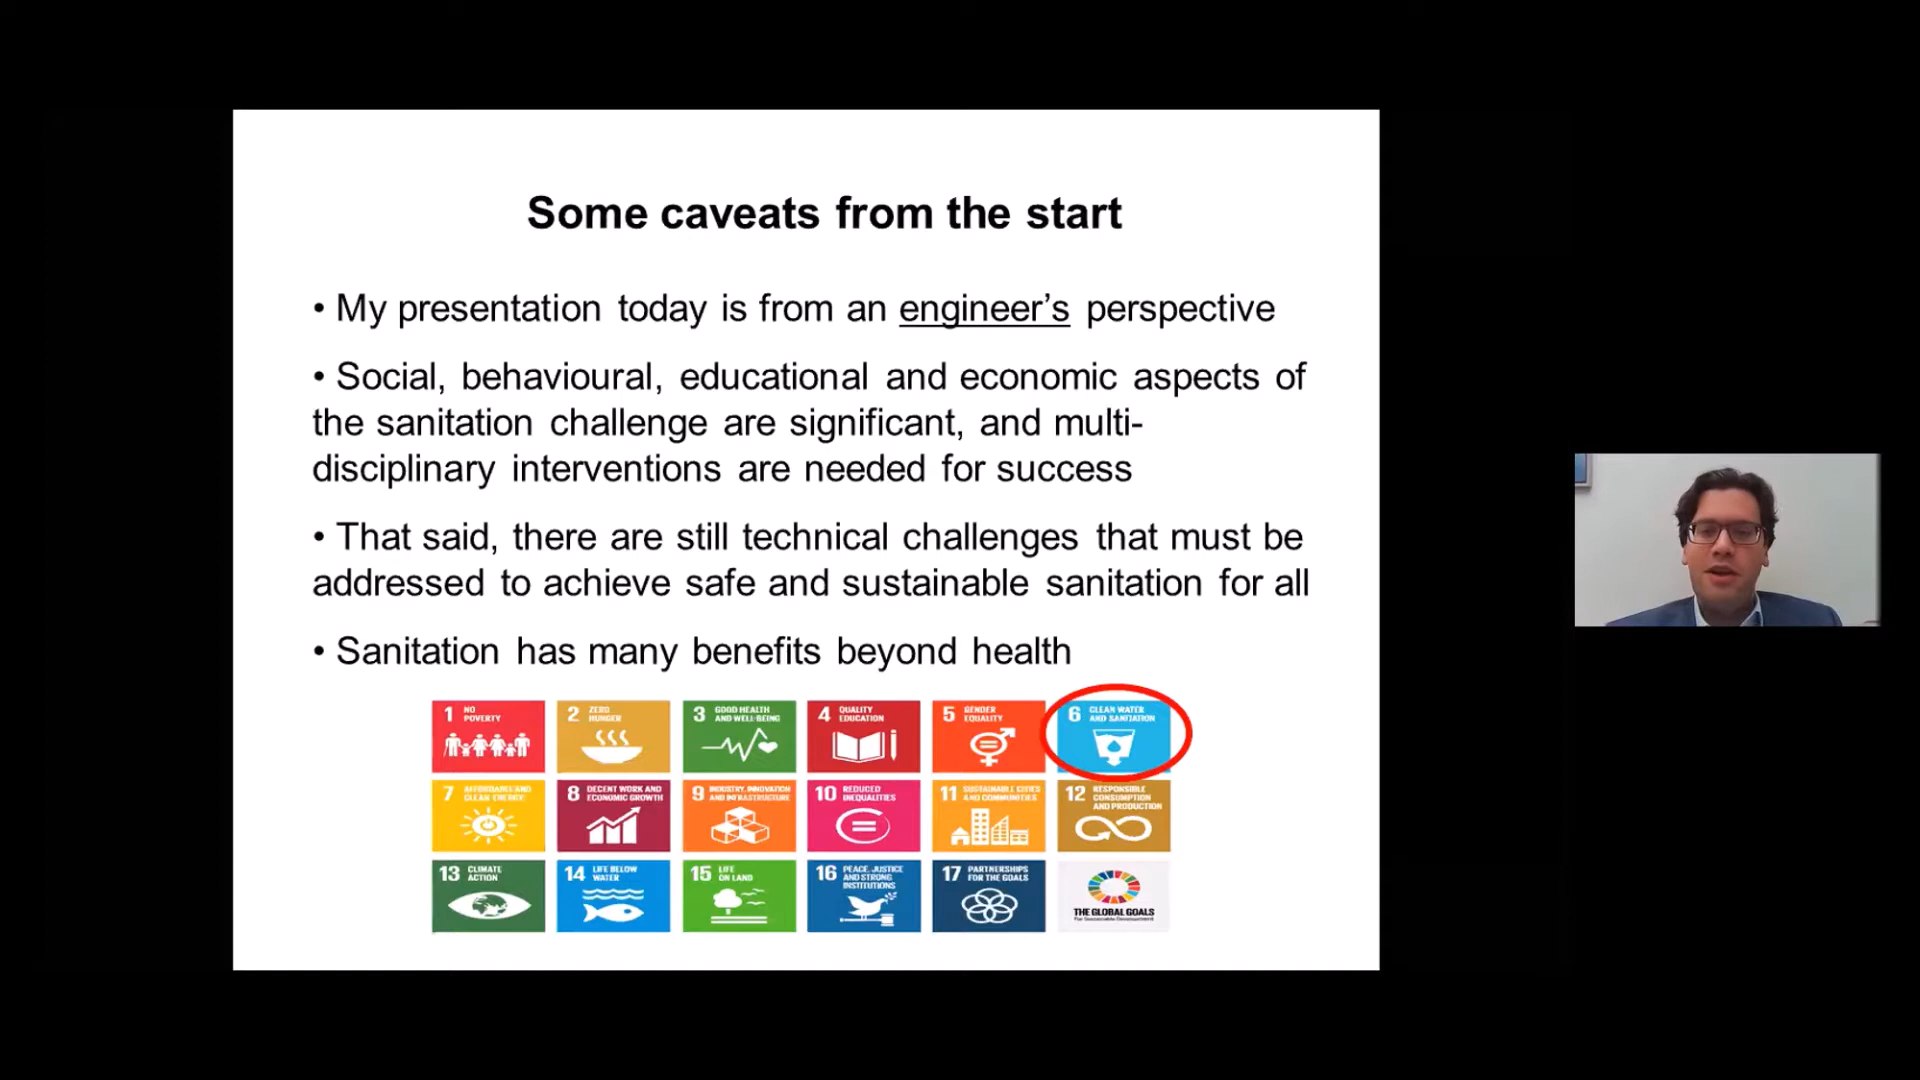 Some caveats from the start
• My presentation today is from an engineer’s perspective
• Social, behavioural, educational and economic aspects of
the sanitation challenge are significant, and multi-
disciplinary interventions are needed for success
• That said, there are still technical challenges that must be
addressed to achieve safe and sustainable sanitation for all
• Sanitation has many benefits beyond health
1 NO
POVERTY
2 ZERO
HUNGER
3 GOOD HEALTH
AND WELL-BEING
4 QUALITY
EDUCATION
5 GENDER
EQUALITY
6 CLEAN WATER
AND SANITATION
7 AFFORDABLE AND
CLEAN ENERGY
8 DECENT WORK AND
ECONOMIC GROWTH
9 INDUSTRY, INNOVATION
AND INFRASTRUCTURE
10 REDUCED
INEQUALITIES
11 SUSTAINABLE CITIES
AND COMMUNITIES
12 RESPONSIBLE
CONSUMPTION
AND PRODUCTION
13 CLIMATE
ACTION
14 LIFE BELOW
WATER
15 LIFE
ON LAND
16 PEACE, JUSTICE
AND STRONG
INSTITUTIONS
17 PARTNERSHIPS
FOR THE GOALS
THE GLOBAL GOALS
For Sustainable Development